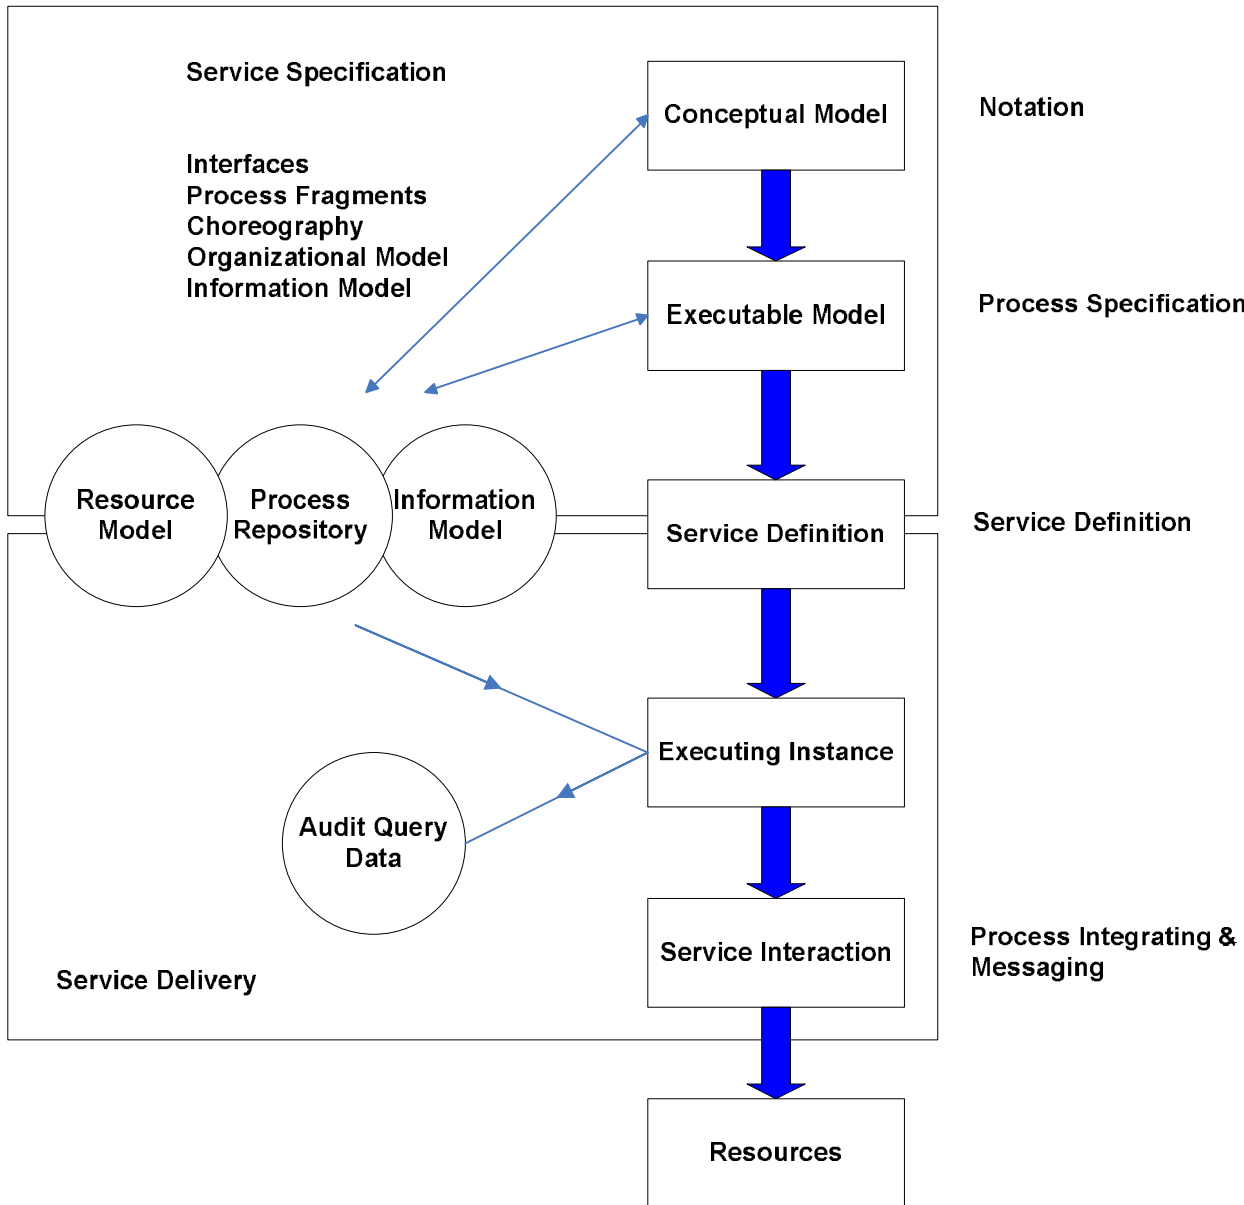 Service Specification
Conceptual Model
Notation
Interfaces
Process Fragments
Choreography
Organizational Model
Information Model
Executable Model
Process Specification
Resource
Model
Process
Repository
Information
Model
Service Definition
Service Definition
Executing Instance
Audit Query
Data
Service Interaction
Process Integrating &
Messaging
Service Delivery
Resources